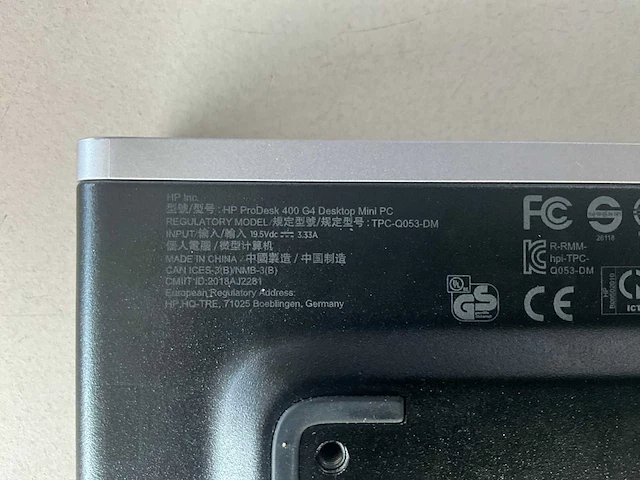 HP Inc.
型號/型号 : HP ProDesk 400 G4 Desktop Mini PC
REGULATORY MODEL /規定型號/规定型号: TPC-Q053-DM
INPUT/输入/輸入 19.5Vdc 3.33A
個人電腦 / 微型计算机
MADE IN CHINA / 中國製造 / 中国制造
CAN ICES-3(B)/NMB-3(B)
CMIIT ID:2018AJ2281
European Regulatory Address:
HP,HQ-TRE, 71025 Boeblingen, Germany
FC
26118
R-RMM-
hpi-TPC-
Q053-DM
UL
GS
CE
HP